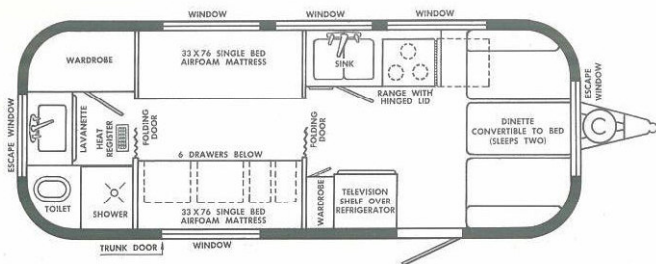 WINDOW
WINDOW
WINDOW
WARDROBE
33 X 76 SINGLE BED
AIRFOAM MATTRESS
SINK
RANGE WITH
HINGED LID
ESCAPE WINDOW
LAVANETTE
HEAT
REGISTER
FOLDING
DOOR
FOLDING
DOOR
DINETTE
CONVERTIBLE TO BED
(SLEEPS TWO)
ESCAPE
WINDOW
6 DRAWERS BELOW
TOILET
SHOWER
33X76 SINGLE BED
AIRFOAM MATTRESS
WARDROBE
TELEVISION
SHELF OVER
REFRIGERATOR
TRUNK DOOR
WINDOW